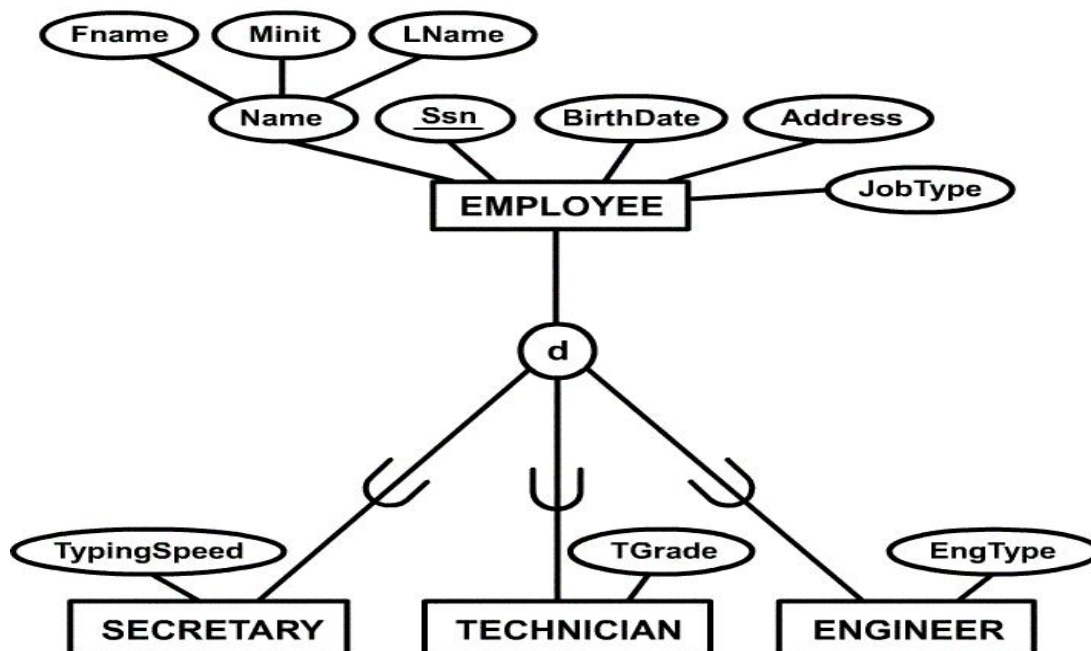 Fname Minit LName
Name Ssn BirthDate Address
EMPLOYEE JobType
d
TypingSpeed TGrade EngType
SECRETARY TECHNICIAN ENGINEER